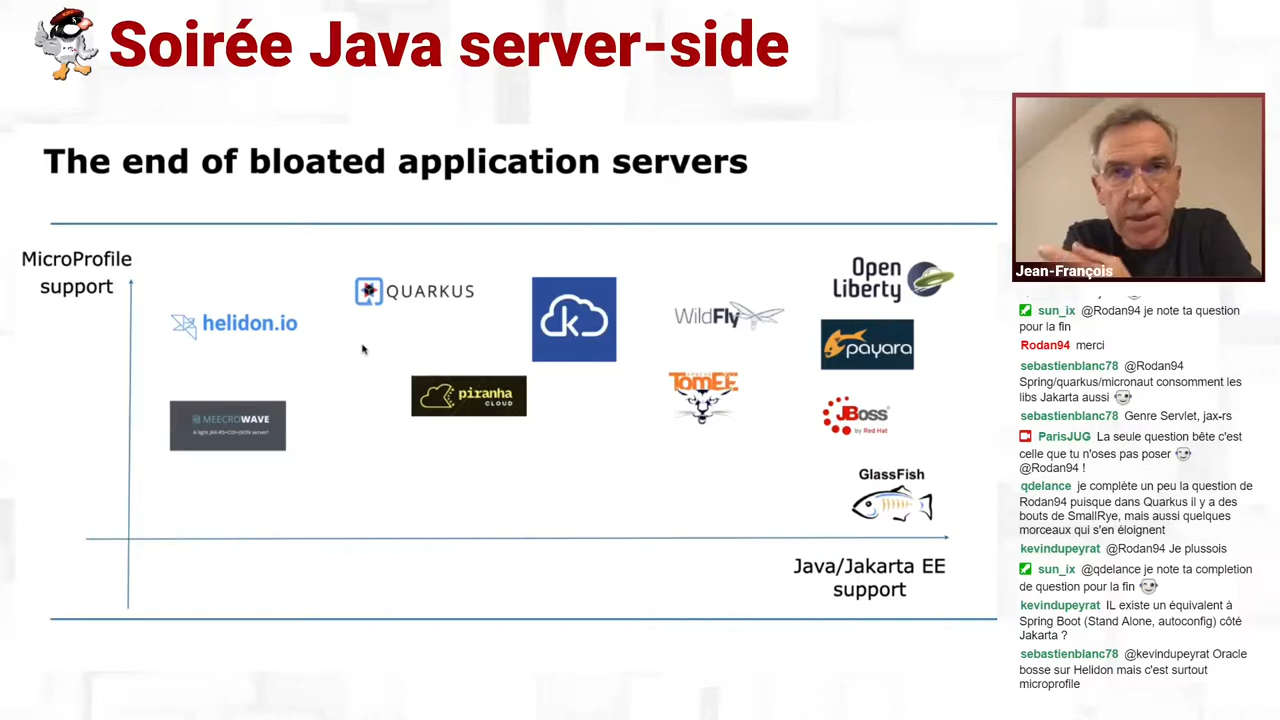 Soirée Java server-side
The end of bloated application servers
MicroProfile
support
QUARKUS
Open
Liberty
helidon.io
k
WildFly
payara
APACHE
TomEE
piranha
CLOUD
MEECROWAVE
A light JAX-RS+CDI+JSON server!
JBoss
by Red Hat
GlassFish
Java/Jakarta EE
support
Jean-François
sun_ix @Rodan94 je note ta question
pour la fin
Rodan94 merci
sebastienblanc78 @Rodan94
Spring/quarkus/micronaut consomment les
libs Jakarta aussi
sebastienblanc78 Genre Servlet, jax-rs
ParisJUG La seule question bête c'est
celle que tu n'oses pas poser
@Rodan94 !
qdelance je complète un peu la question de
Rodan94 puisque dans Quarkus il y a des
bouts de SmallRye, mais aussi quelques
morceaux qui s'en éloignent
kevindupeyrat @Rodan94 Je plussois
sun_ix @qdelance je note ta completion
de question pour la fin
kevindupeyrat IL existe un équivalent à
Spring Boot (Stand Alone, autoconfig) côté
Jakarta ?
sebastienblanc78 @kevindupeyrat Oracle
bosse sur Helidon mais c'est surtout
microprofile